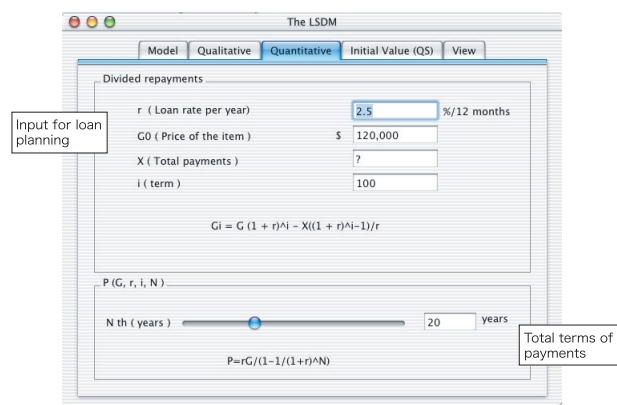 The LSDM
Model Qualitative Quantitative Initial Value (QS) View
Divided repayments
r ( Loan rate per year) 2.5 %/12 months
Input for loan
planning
G0 ( Price of the item ) $ 120,000
X ( Total payments ) ?
i ( term ) 100
Gi = G (1 + r)^i - X((1 + r)^i-1)/r
P (G, r, i, N )
N th ( years ) 20 years
Total terms of
payments
P=rG/(1-1/(1+r)^N)